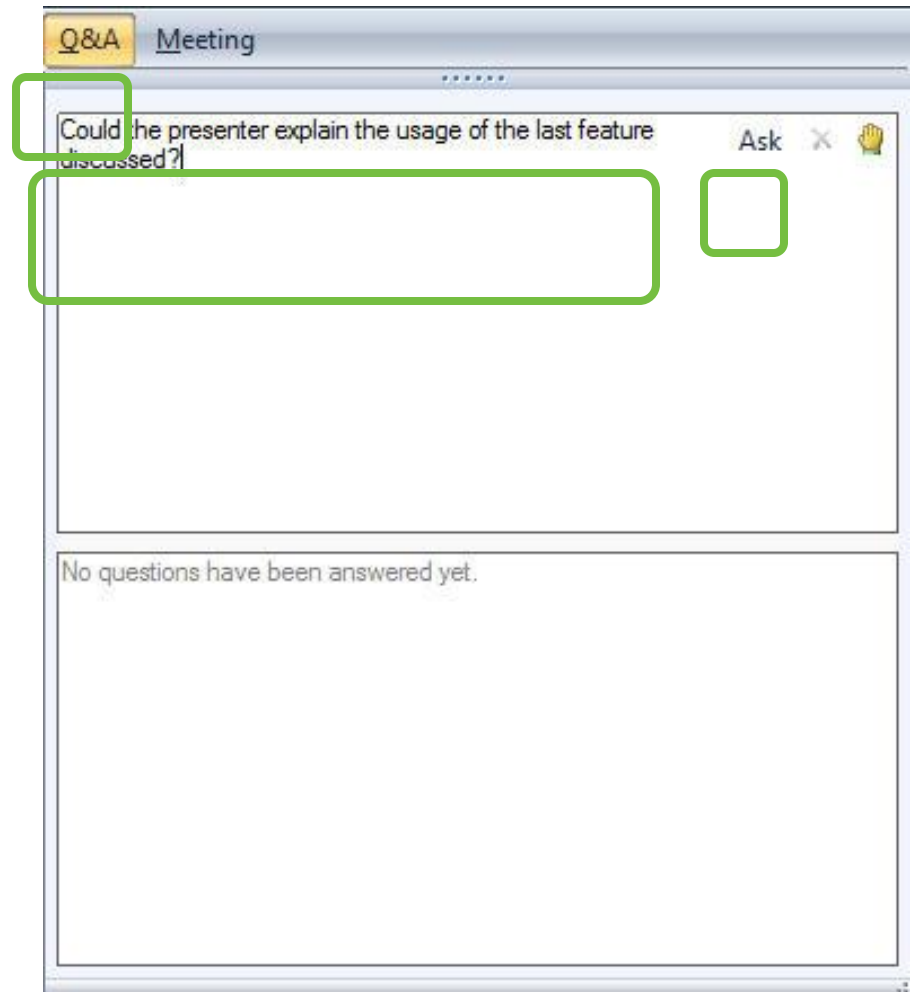 Q&A Meeting
Could the presenter explain the usage of the last feature
discussed?
Ask
No questions have been answered yet.